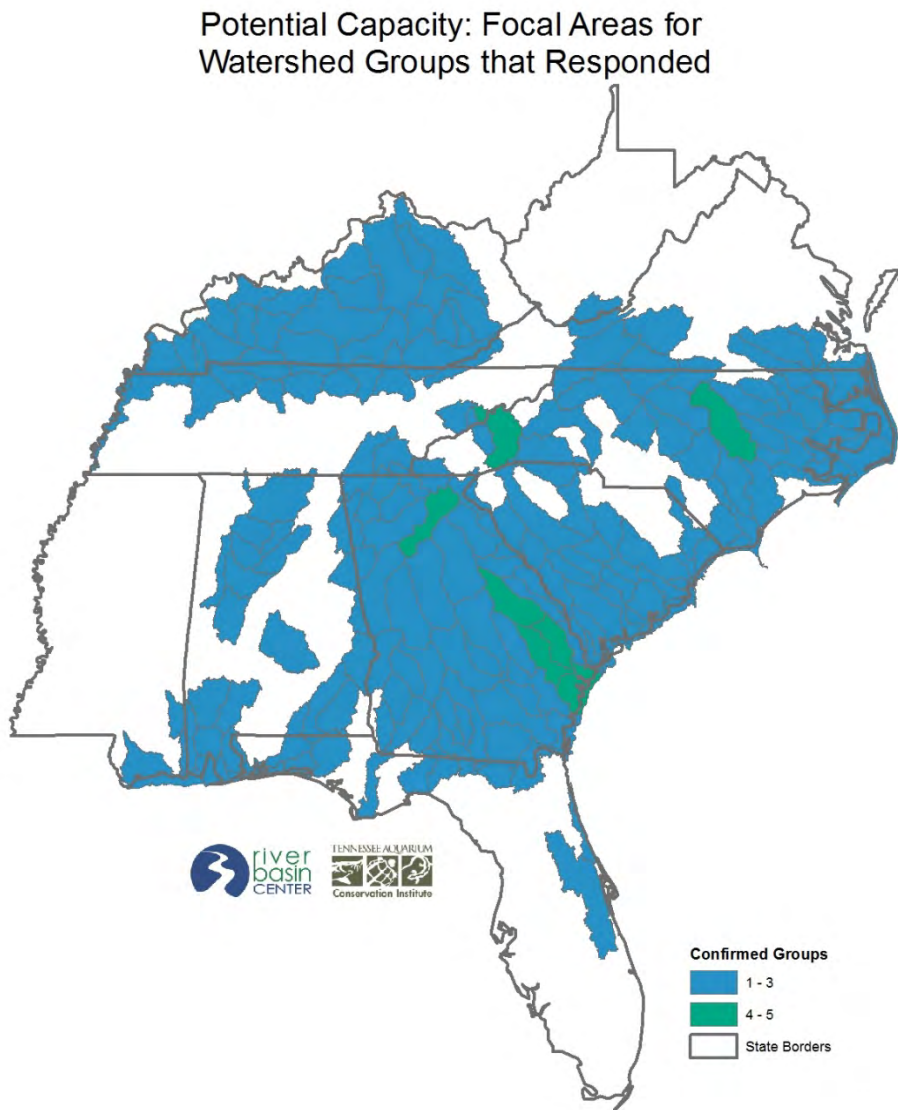 Potential Capacity: Focal Areas for
Watershed Groups that Responded
river
basin
CENTER
TENNESSEE AQUARIUM
Conservation Institute
Confirmed Groups
1 - 3
4 - 5
State Borders